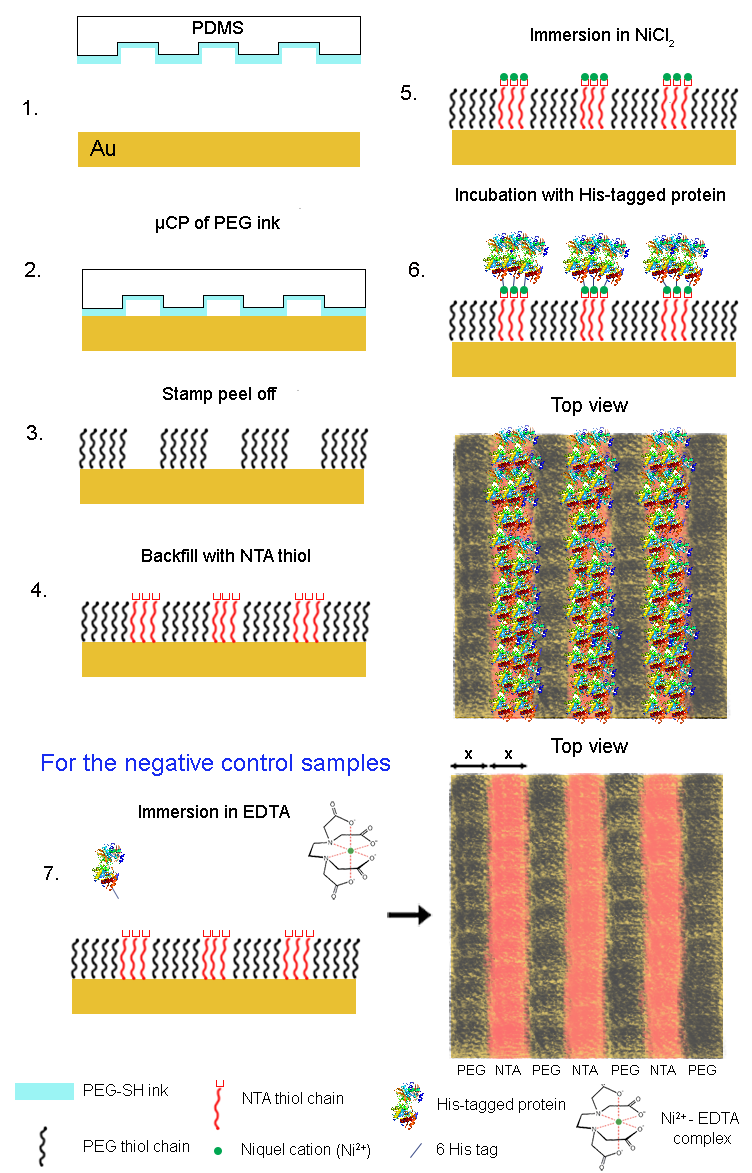 PDMS
1.
Au
µCP of PEG ink
2.
Stamp peel off
3.
Backfill with NTA thiol
4.
Immersion in NiCl₂
5.
Incubation with His-tagged protein
6.
Top view
For the negative control samples
Immersion in EDTA
7.
O
O⁻
O
N
O⁻
N
O⁻
O
O⁻
O
Top view
x x
PEG NTA PEG NTA PEG NTA PEG
PEG-SH ink
PEG thiol chain
NTA thiol chain
Niquel cation (Ni²⁺)
His-tagged protein
6 His tag
O⁻
O
N
O⁻
N
O⁻
O
O⁻
O
Ni²⁺ - EDTA
complex